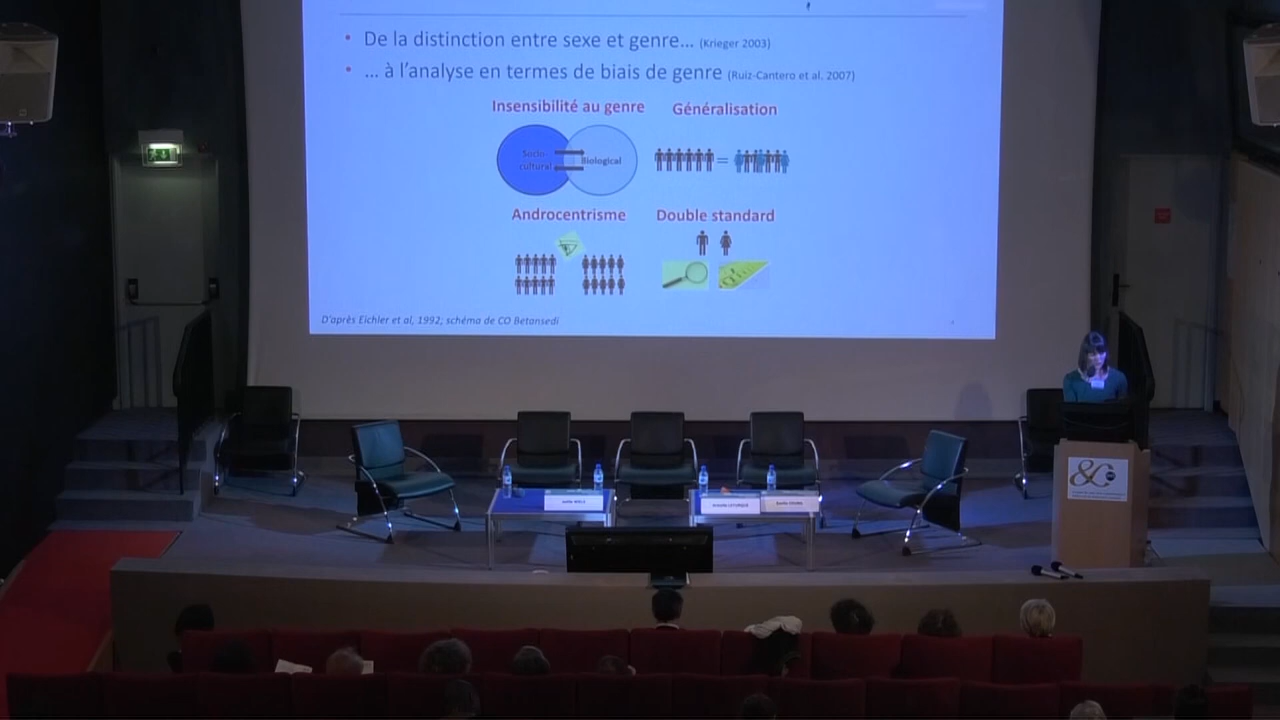 • De la distinction entre sexe et genre... (Krieger 2003)
• ... à l'analyse en termes de biais de genre (Ruiz-Cantero et al. 2007)
Insensibilité au genre
Généralisation
Socio-
cultural
Biological
=
Androcentrisme
Double standard
D'après Eichler et al, 1992; schéma de CO Betansedi
&C